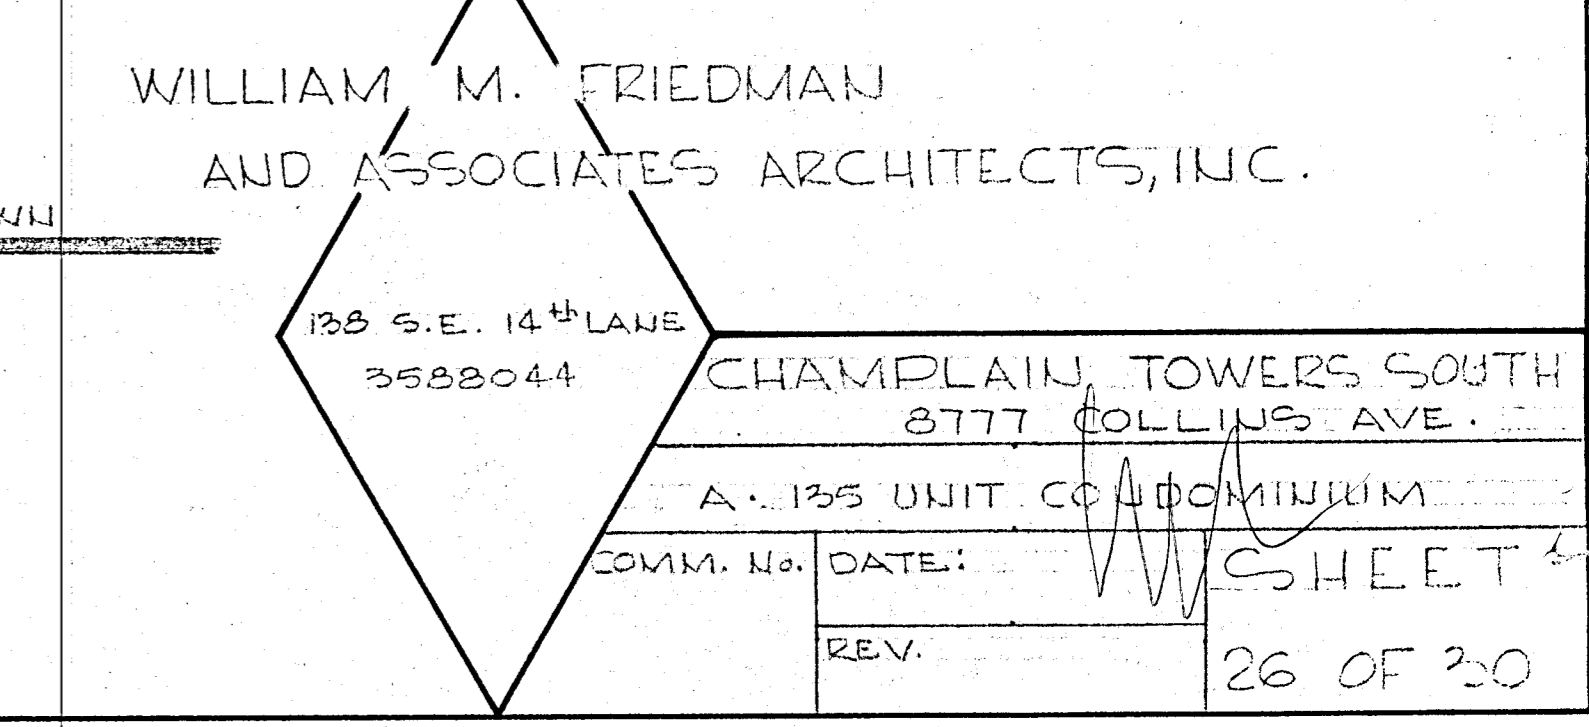 WILLIAM M. FRIEDMAN
AND ASSOCIATES ARCHITECTS, INC.
138 S.E. 14th LANE
3588044
CHAMPLAIN TOWERS SOUTH
8777 COLLINS AVE.
A. 135 UNIT CONDOMINIUM
COMM. No.
DATE:
REV.
SHEET
26 OF 30